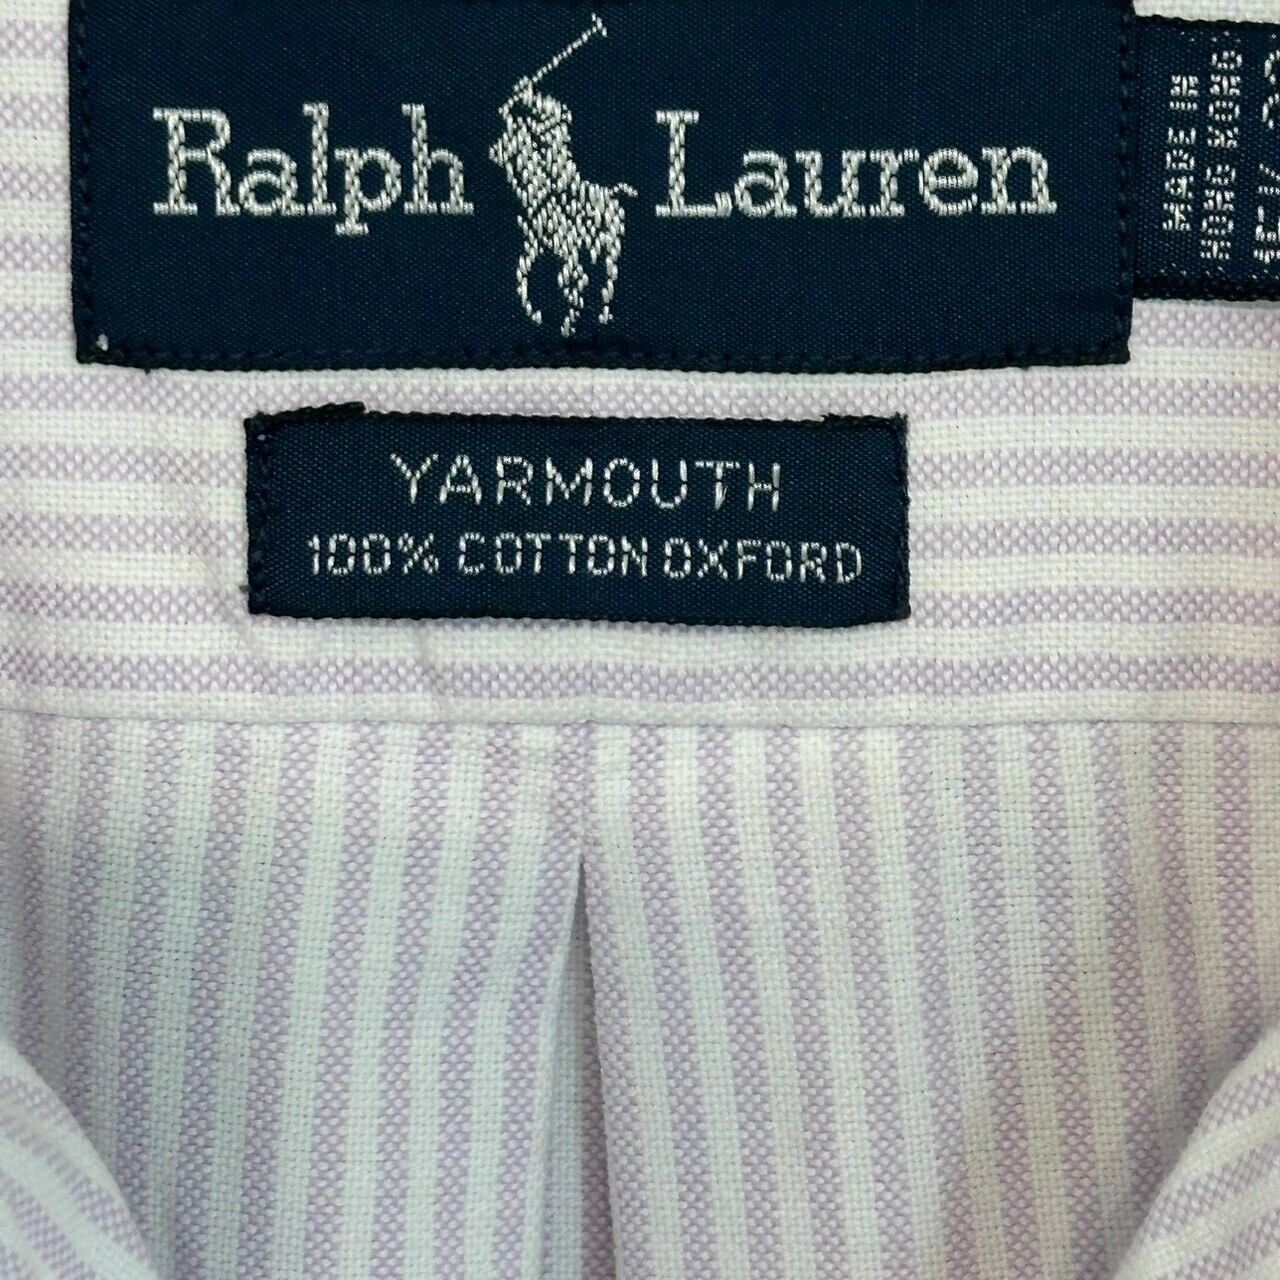 Ralph Lauren
MADE IN
HONG KONG
YARMOUTH
100% COTTON OXFORD